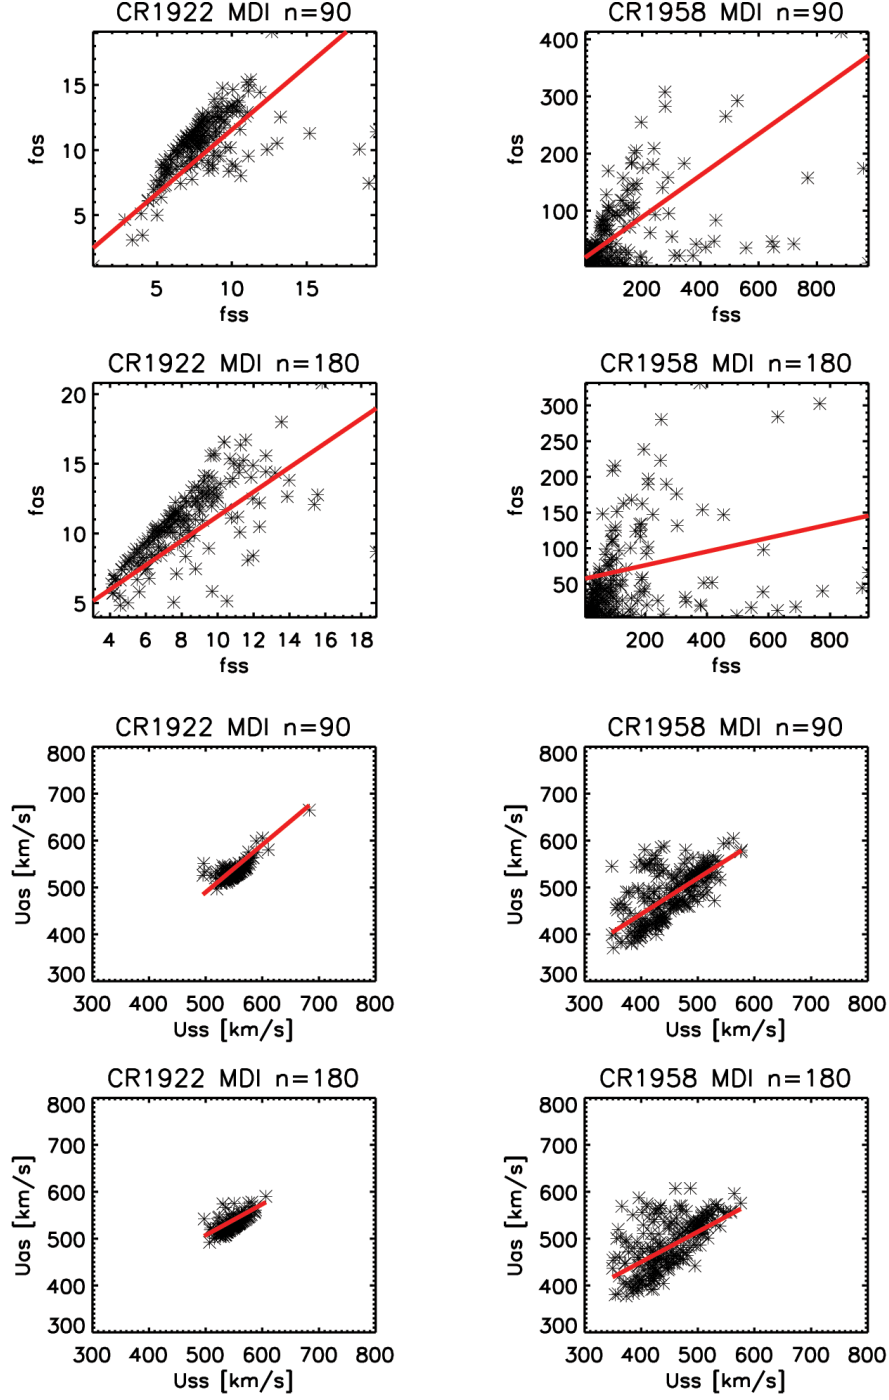 CR1922 MDI n=90
15
10
5
fas
5 10 15
fss
CR1958 MDI n=90
400
300
200
100
fas
200 400 600 800
fss
CR1922 MDI n=180
20
15
10
5
fas
4 6 8 10 12 14 16 18
fss
CR1958 MDI n=180
300
250
200
150
100
50
fas
200 400 600 800
fss
CR1922 MDI n=90
800
700
600
500
400
300
Uas [km/s]
300 400 500 600 700 800
Uss [km/s]
CR1958 MDI n=90
800
700
600
500
400
300
Uas [km/s]
300 400 500 600 700 800
Uss [km/s]
CR1922 MDI n=180
800
700
600
500
400
300
Uas [km/s]
300 400 500 600 700 800
Uss [km/s]
CR1958 MDI n=180
800
700
600
500
400
300
Uas [km/s]
300 400 500 600 700 800
Uss [km/s]